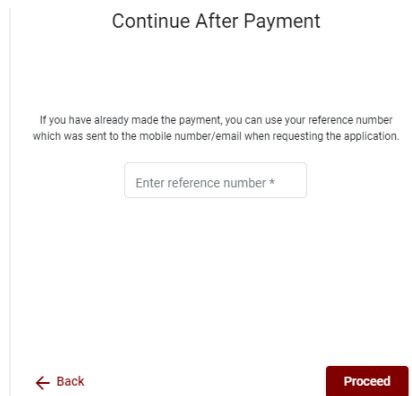 Continue After Payment
If you have already made the payment, you can use your reference number
which was sent to the mobile number/email when requesting the application.
Enter reference number *
Back
Proceed